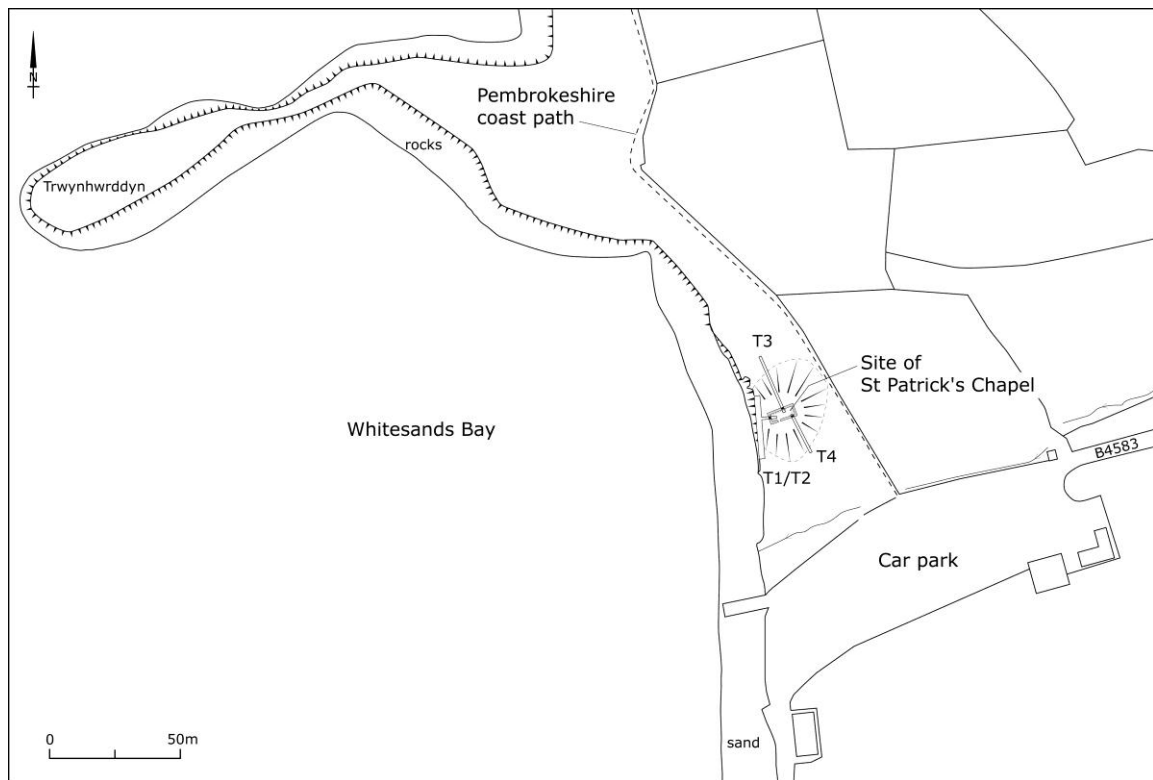 N
Pembrokeshire
coast path
rocks
Trwynhwrddyn
T3
Site of
St Patrick's Chapel
Whitesands Bay
T4
T1/T2
B4583
Car park
0 50m
sand